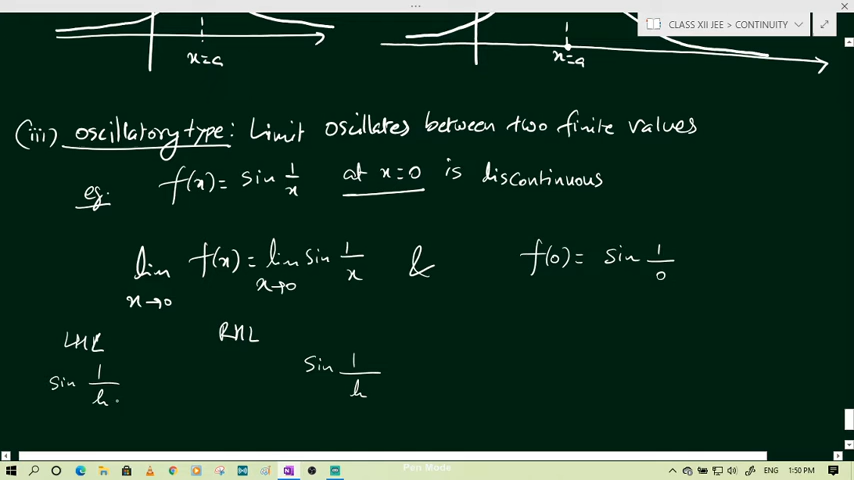 ...
CLASS XII JEE > CONTINUITY
x=a
x=a
(iii) oscillatory type: Limit oscillates between two finite values
eg. f(x) = sin 1/x at x=0 is discontinuous
lim x→0 f(x) = lim x→0 sin 1/x & f(0) = sin 1/0
LHL RHL
sin 1/h sin 1/h
Pen Mode
ENG 1:50 PM